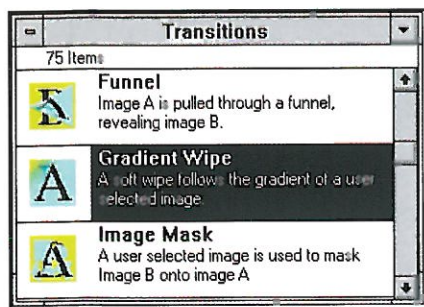 Transitions
75 Items
Funnel
Image A is pulled through a funnel,
revealing image B.
Gradient Wipe
A soft wipe follows the gradient of a user
selected image
Image Mask
A user selected image is used to mask
Image B onto image A